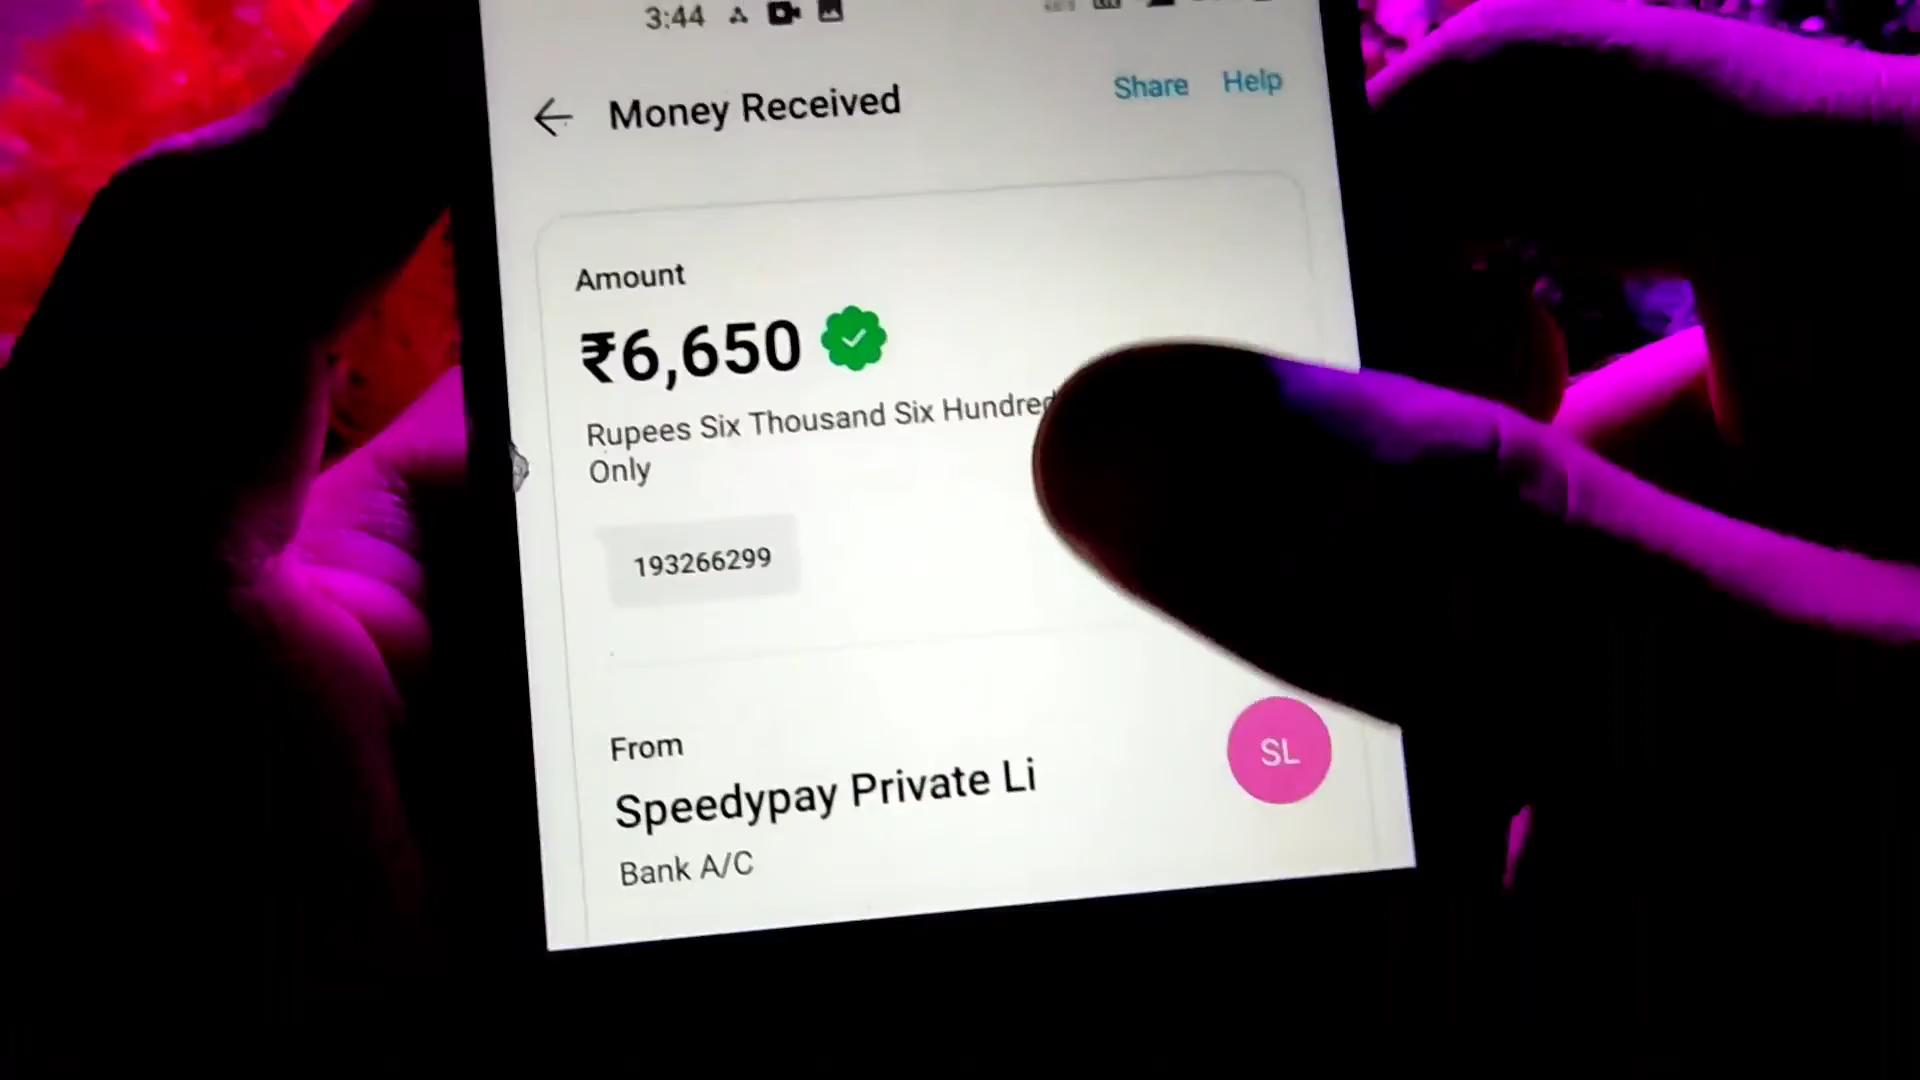 3:44
Money Received
Share Help
Amount
₹6,650
Rupees Six Thousand Six Hundred
Only
193266299
From
Speedypay Private Li
SL
Bank A/C